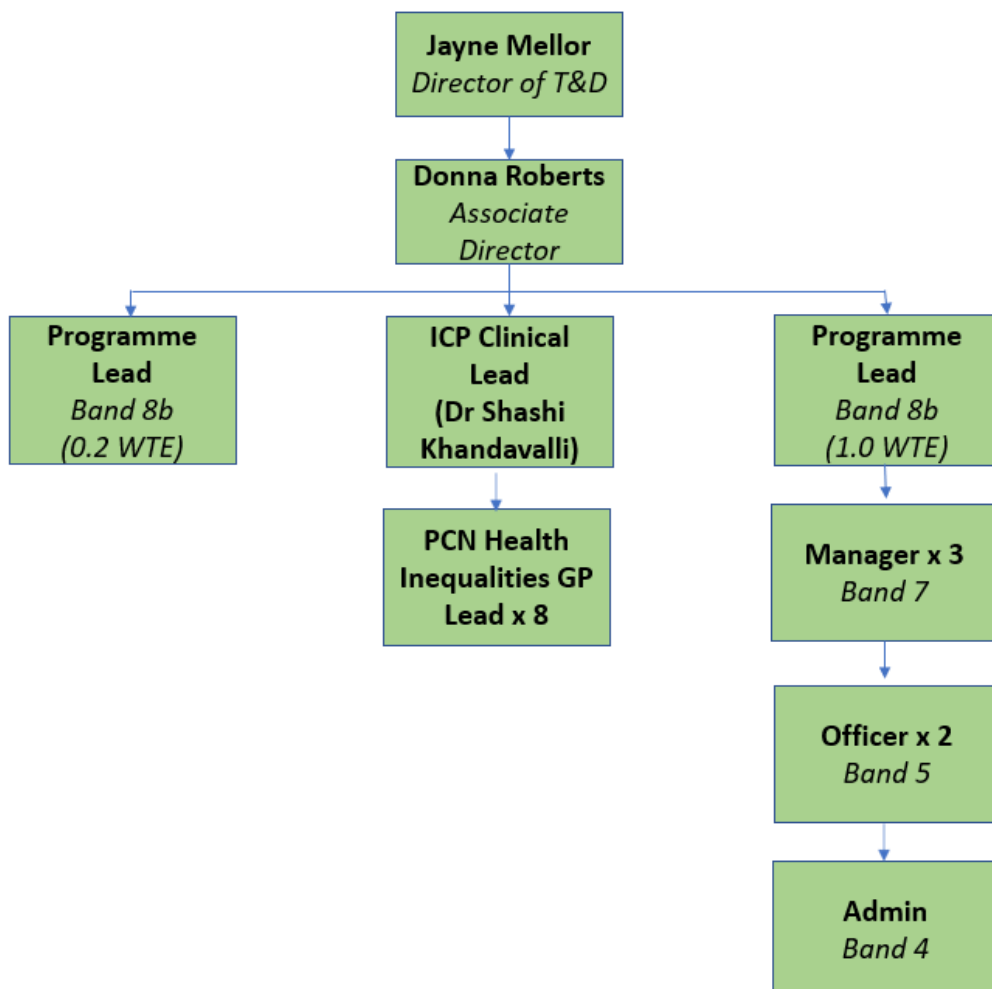 Jayne Mellor
Director of T&D
Donna Roberts
Associate
Director
Programme
Lead
Band 8b
(0.2 WTE)
ICP Clinical
Lead
(Dr Shashi
Khandavalli)
Programme
Lead
Band 8b
(1.0 WTE)
PCN Health
Inequalities GP
Lead x 8
Manager x 3
Band 7
Officer x 2
Band 5
Admin
Band 4